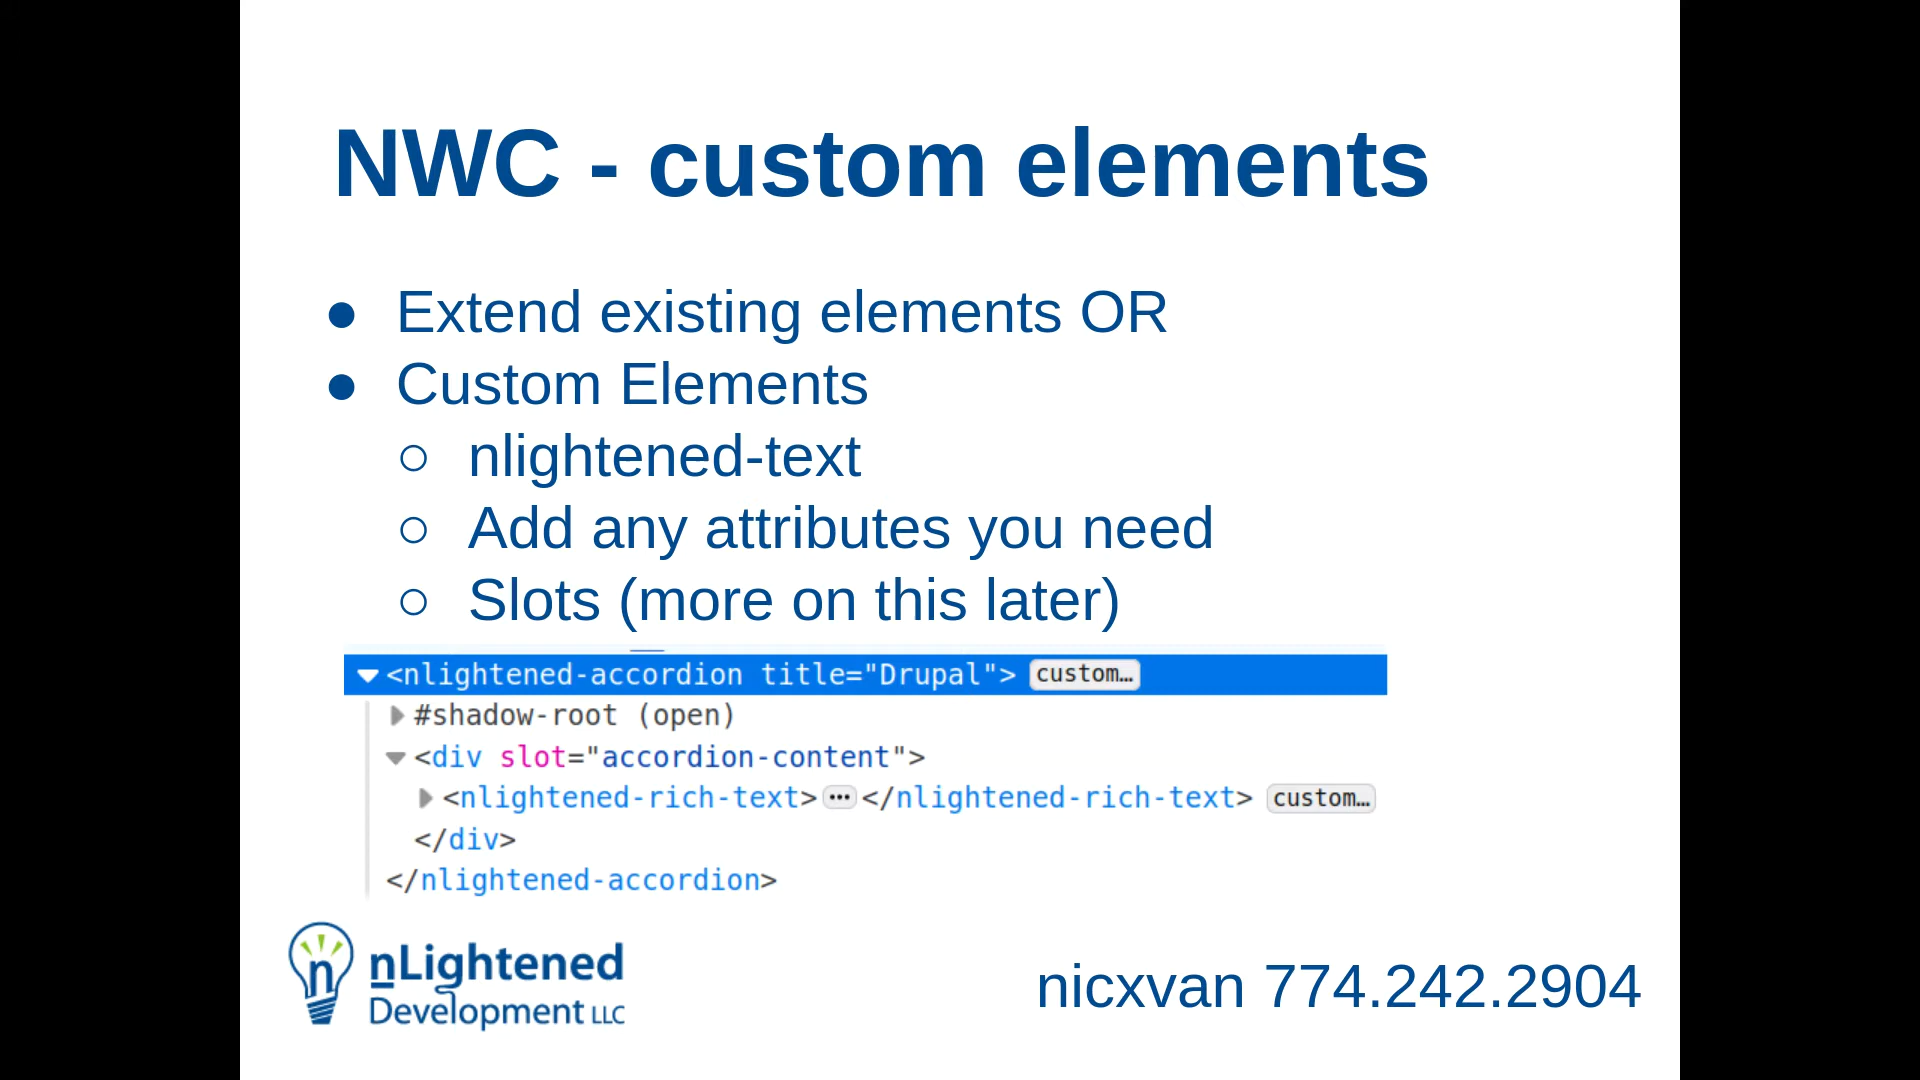 NWC - custom elements
● Extend existing elements OR
● Custom Elements
○ nlightened-text
○ Add any attributes you need
○ Slots (more on this later)
<nlightened-accordion title="Drupal"> custom…
#shadow-root (open)
<div slot="accordion-content">
<nlightened-rich-text>•••</nlightened-rich-text> custom…
</div>
</nlightened-accordion>
n
nLightened
Development LLC
nicxvan 774.242.2904